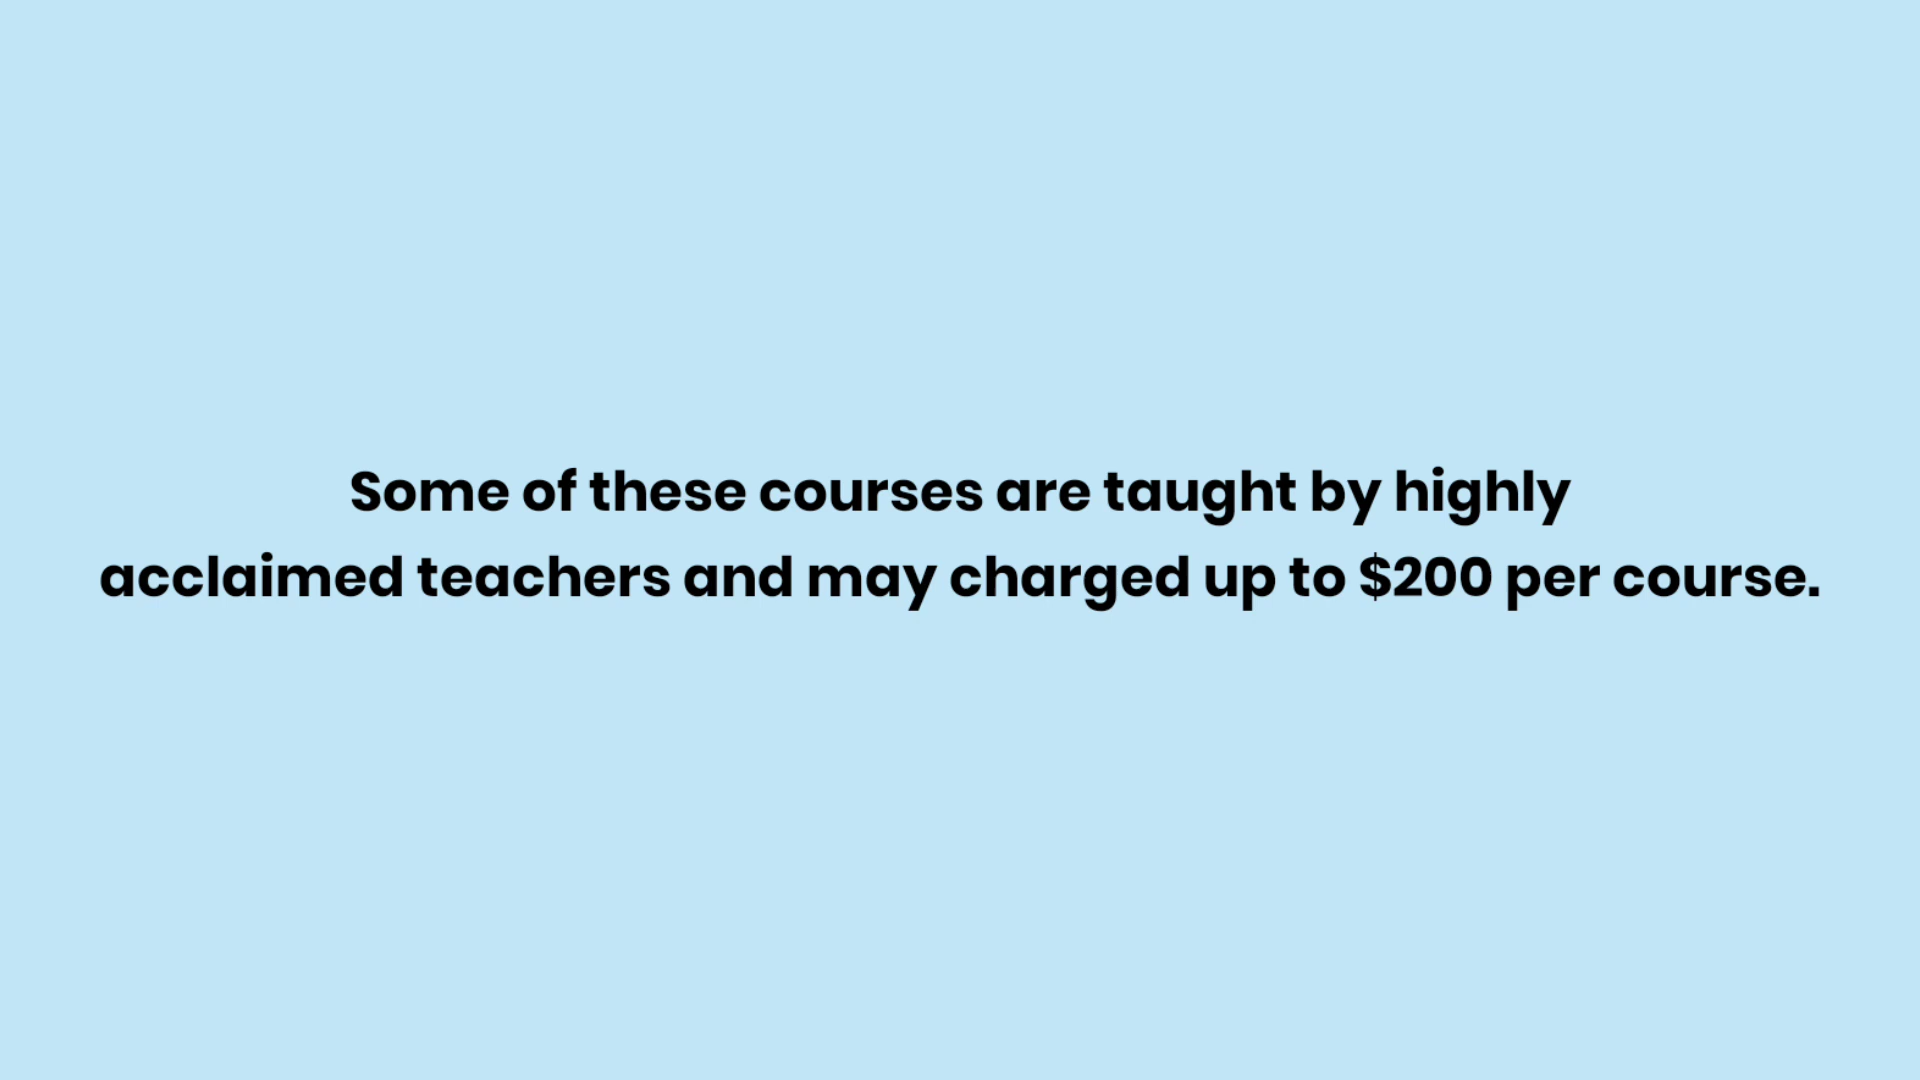 Some of these courses are taught by highly
acclaimed teachers and may charged up to $200 per course.